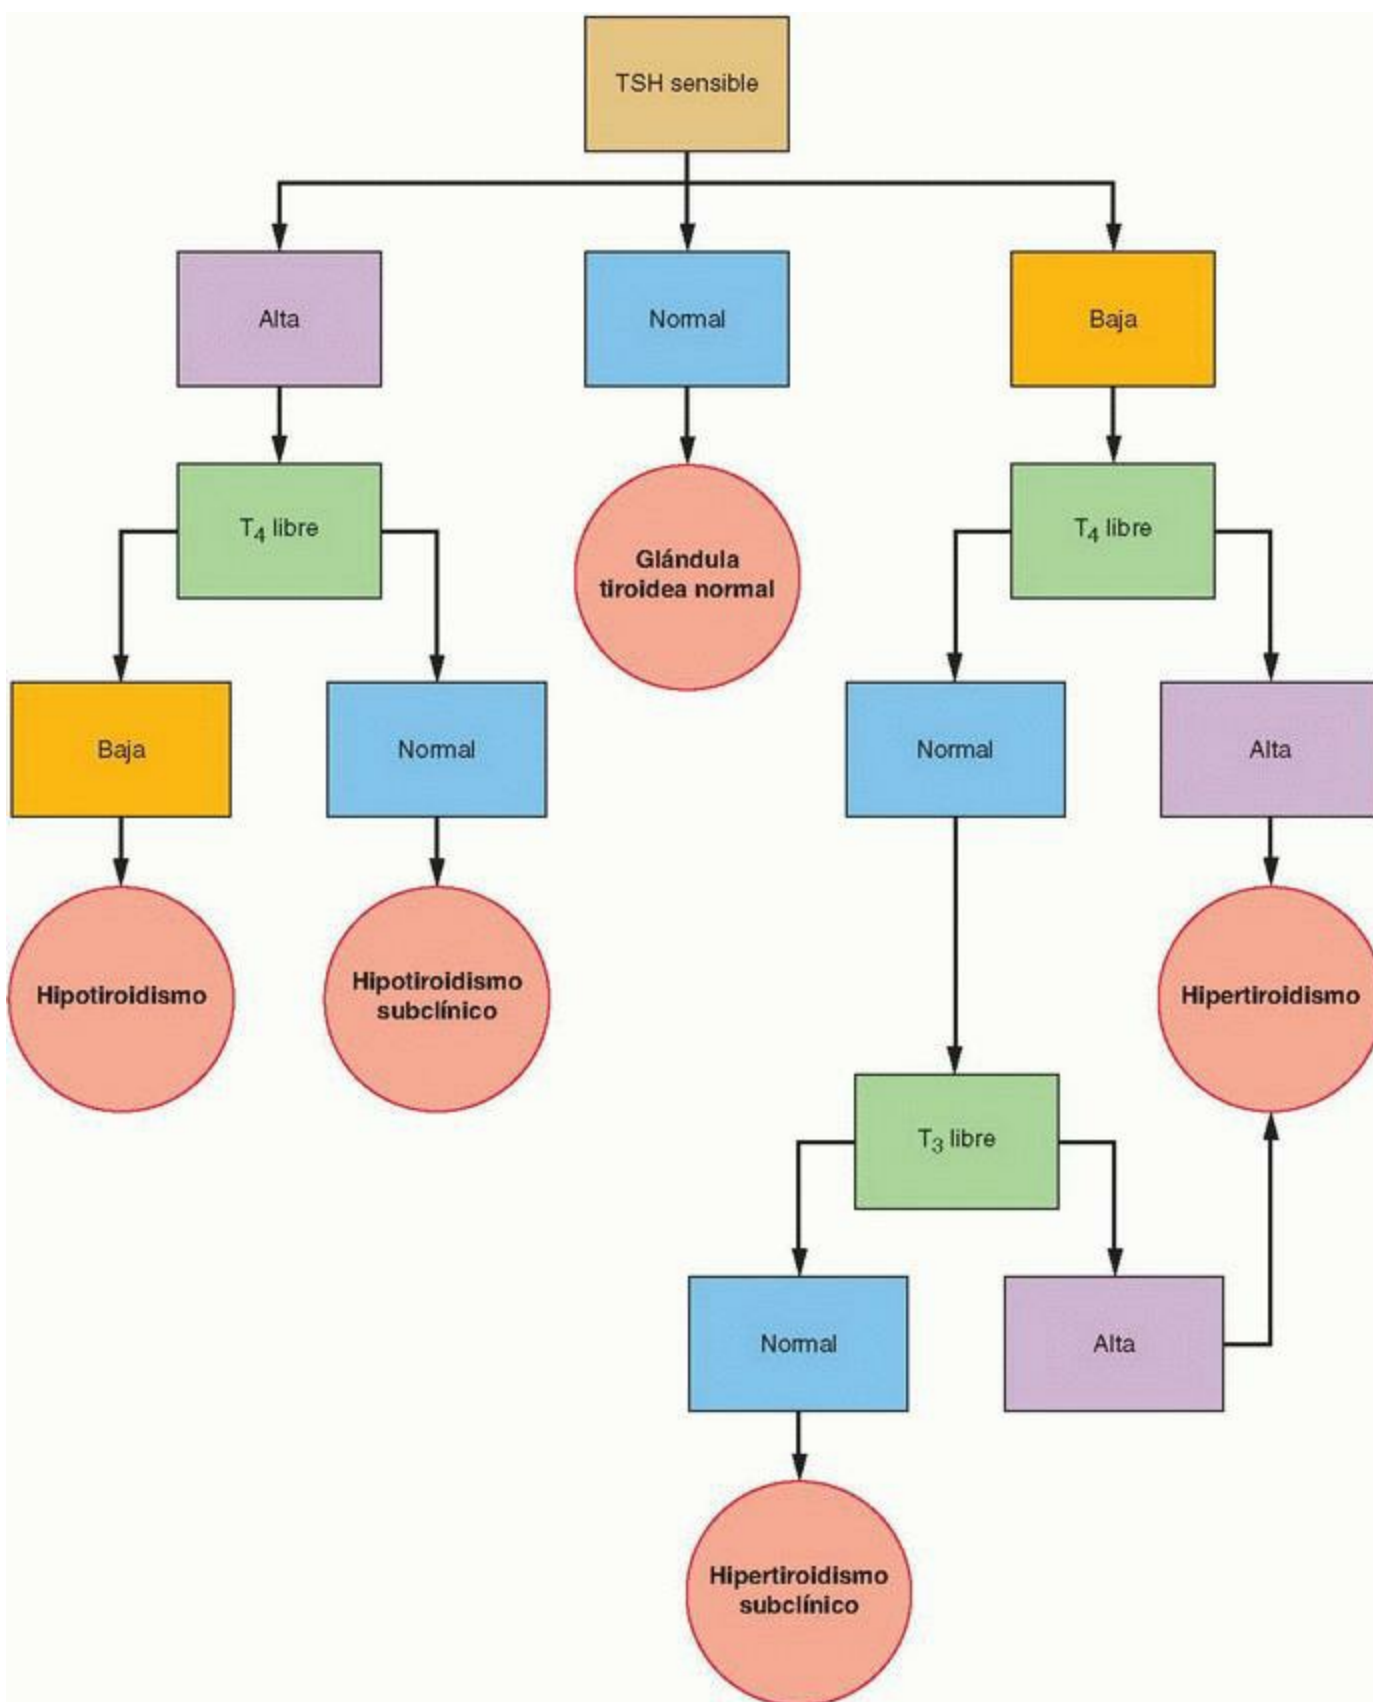 TSH sensible
Alta
Normal
Baja
T4 libre
Glándula
tiroidea normal
T4 libre
Baja
Normal
Normal
Alta
Hipotiroidismo
Hipotiroidismo
subclínico
Hipertiroidismo
T3 libre
Normal
Alta
Hipertiroidismo
subclínico